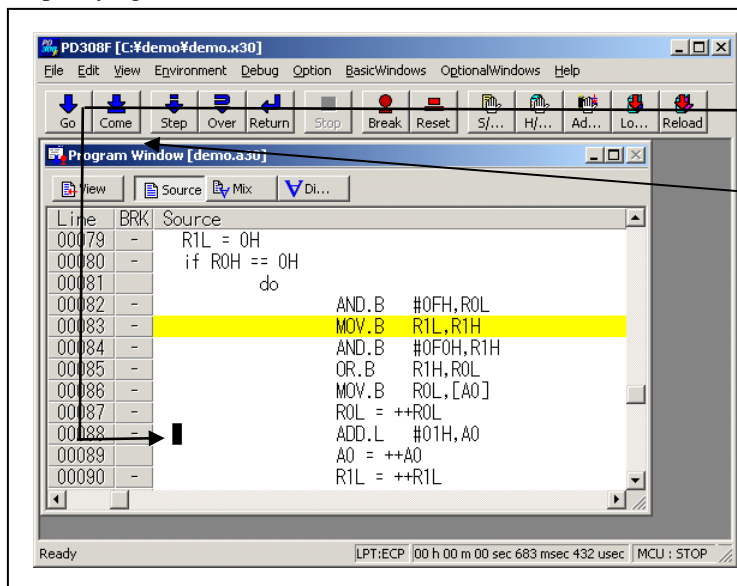 PD308F [C:¥demo¥demo.x30]
File Edit View Environment Debug Option BasicWindows OptionalWindows Help
Go Come Step Over Return Stop Break Reset S/... H/... Ad... Lo... Reload
Program Window [demo.a30]
View Source Mix Di...
Line BRK Source
00079 - R1L = 0H
00080 - if R0H == 0H
00081 do
00082 - AND.B #0FH,R0L
00083 - MOV.B R1L,R1H
00084 - AND.B #0F0H,R1H
00085 - OR.B R1H,R0L
00086 - MOV.B R0L,[A0]
00087 - R0L = ++R0L
00088 - ADD.L #01H,A0
00089 A0 = ++A0
00090 - R1L = ++R1L
Ready LPT:ECP 00 h 00 m 00 sec 683 msec 432 usec MCU : STOP